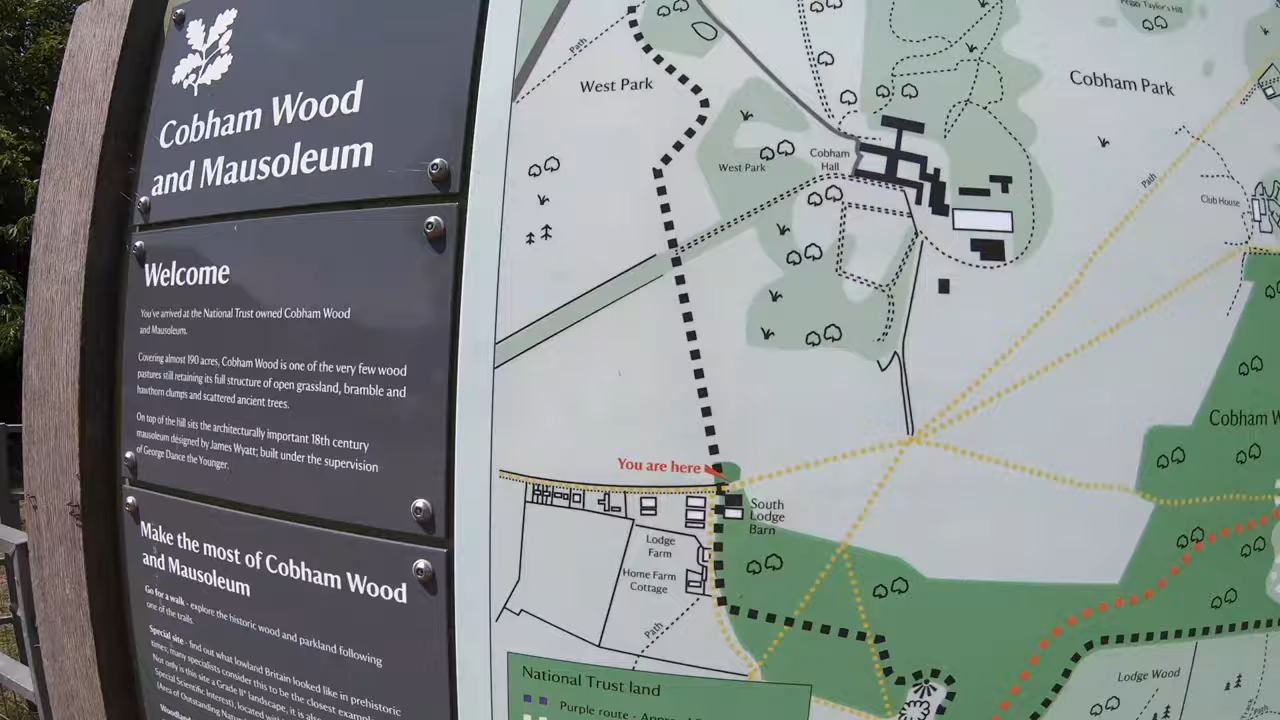 Cobham Wood
and Mausoleum
Welcome
You've arrived at the National Trust owned Cobham Wood
and Mausoleum.
Covering almost 190 acres, Cobham Wood is one of the very few wood
pastures still retaining its full structure of open grassland, bramble and
hawthorn clumps and scattered ancient trees.
On top of the hill sits the architecturally important 18th century
mausoleum designed by James Wyatt; built under the supervision
of George Dance the Younger.
Make the most of Cobham Wood
and Mausoleum
Go for a walk - explore the historic wood and parkland following
one of the trails.
Special site - find out what lowland Britain looked like in prehistoric
times; many specialists consider this to be the closest example
Not only is this site a Grade II* landscape, it is also
Special Scientific Interest), located
(Area of Outstanding
Path
West Park
Peggy Taylor's Hill
Cobham Park
Cobham
Hall
West Park
Path
Club House
Cobham W
You are here
South
Lodge
Barn
Lodge
Farm
Home Farm
Cottage
Path
Lodge Wood
National Trust land
Purple route -